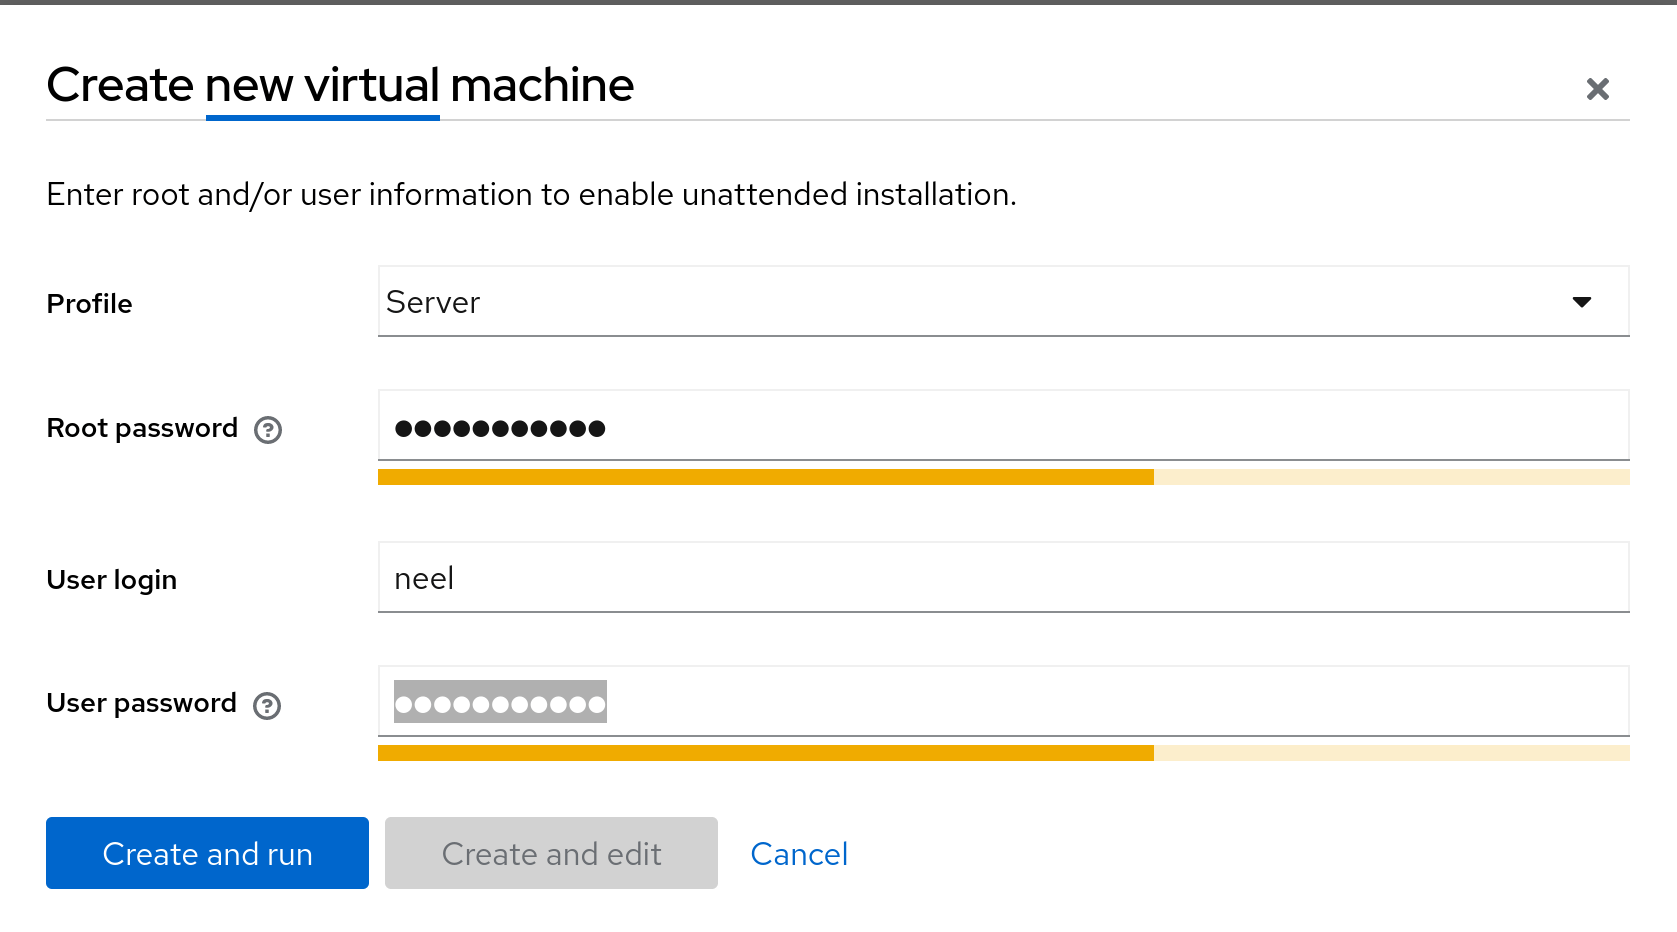 Create new virtual machine
Enter root and/or user information to enable unattended installation.
Profile Server
Root password ●●●●●●●●●●●
User login neel
User password ●●●●●●●●●●●
Create and run Create and edit Cancel